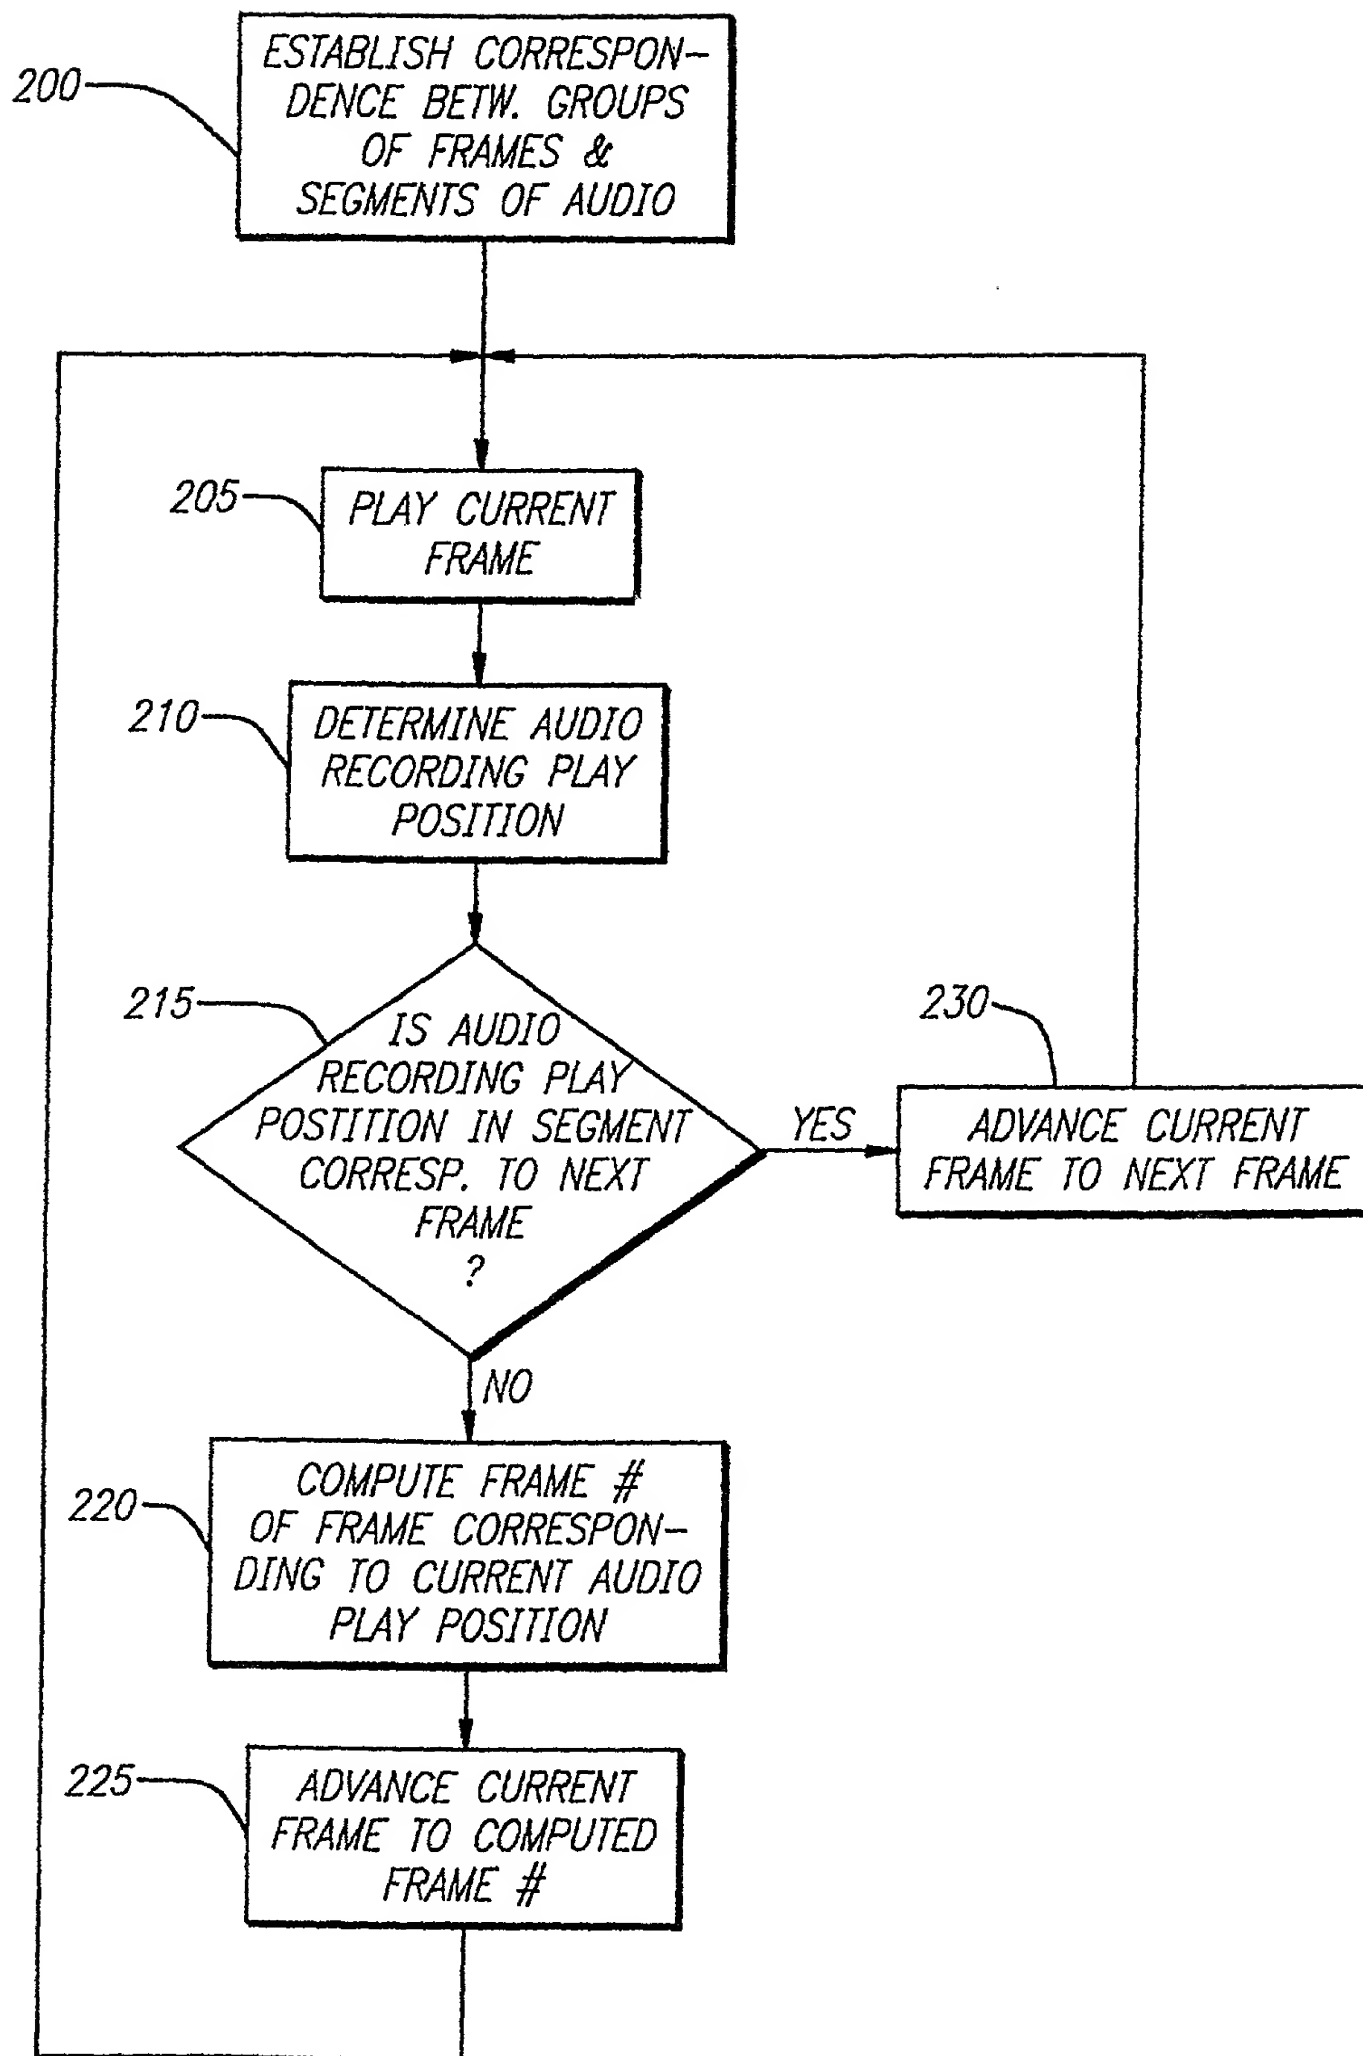 200
ESTABLISH CORRESPON-
DENCE BETW. GROUPS
OF FRAMES &
SEGMENTS OF AUDIO
205
PLAY CURRENT
FRAME
210
DETERMINE AUDIO
RECORDING PLAY
POSITION
215
IS AUDIO
RECORDING PLAY
POSTITION IN SEGMENT
CORRESP. TO NEXT
FRAME
?
YES
230
ADVANCE CURRENT
FRAME TO NEXT FRAME
NO
220
COMPUTE FRAME #
OF FRAME CORRESPON-
DING TO CURRENT AUDIO
PLAY POSITION
225
ADVANCE CURRENT
FRAME TO COMPUTED
FRAME #